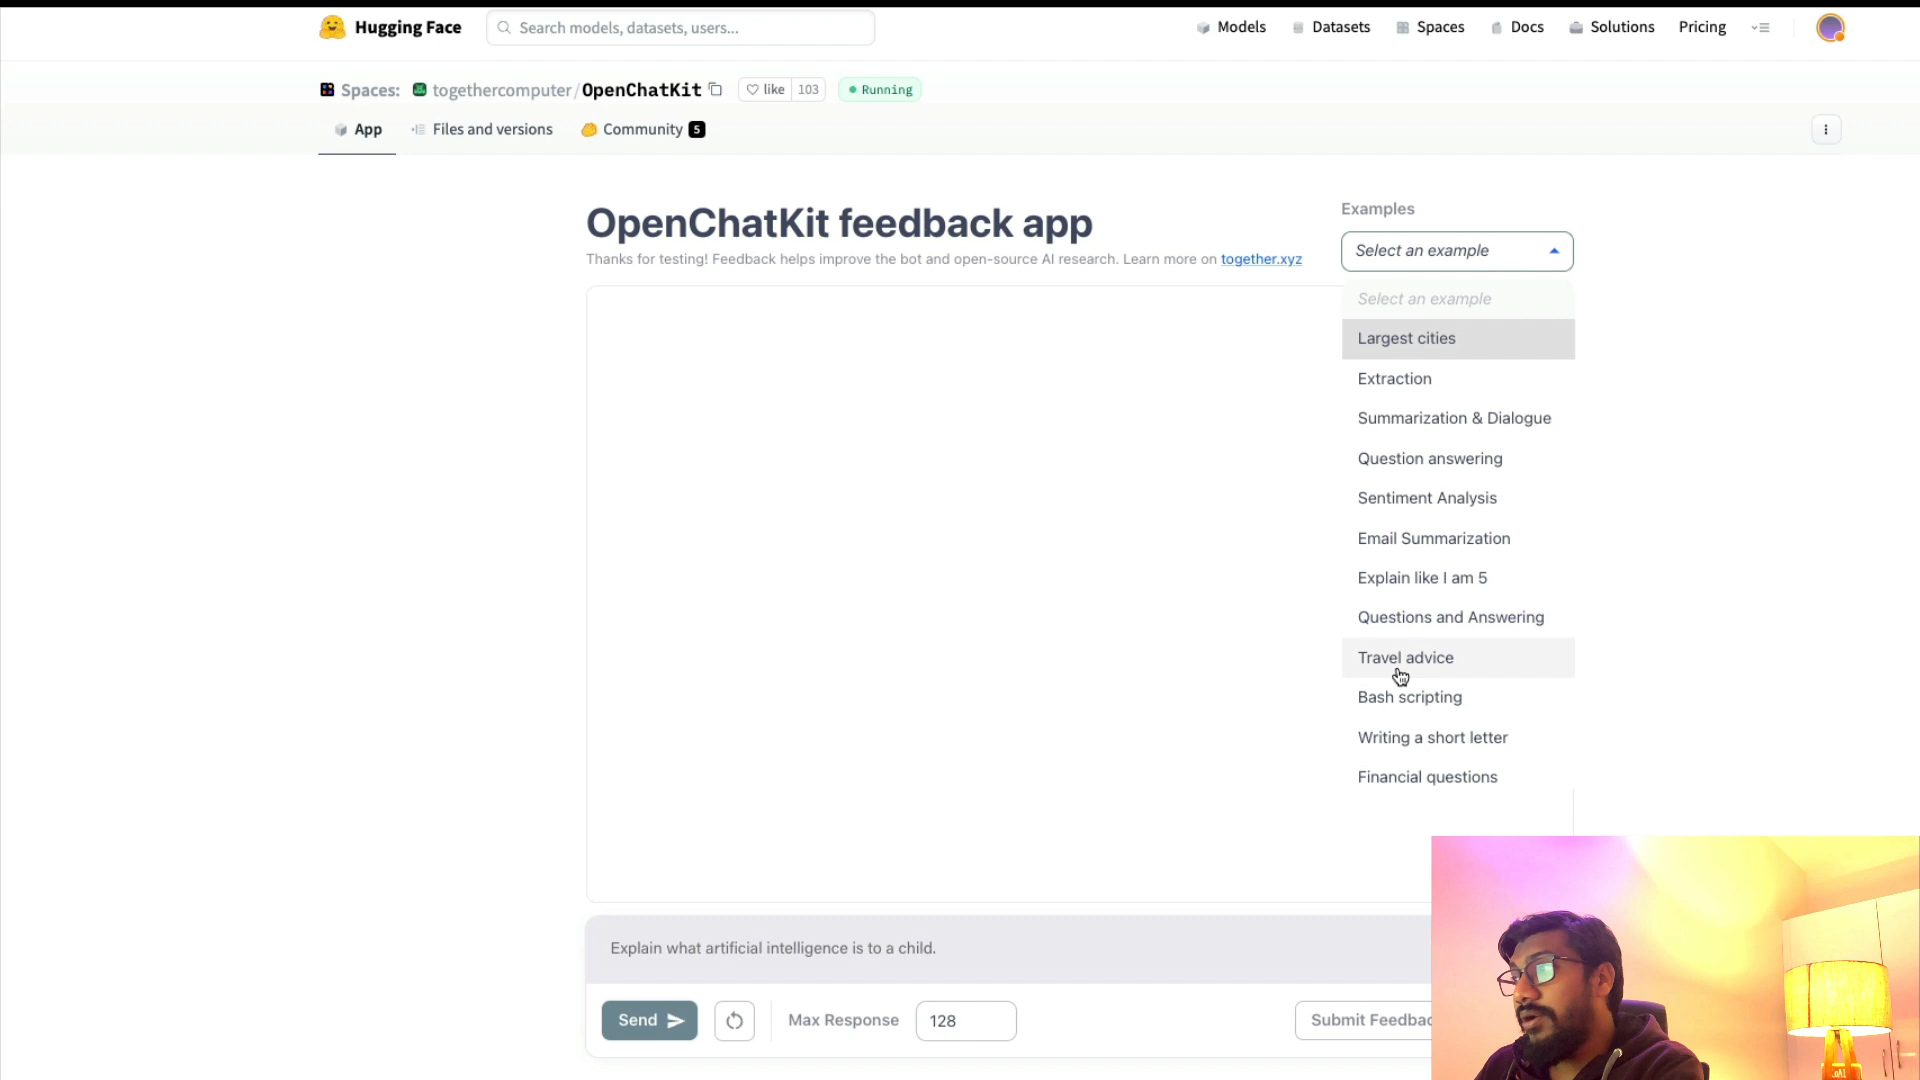 Hugging Face
Search models, datasets, users...
Models
Datasets
Spaces
Docs
Solutions
Pricing
Spaces:
togethercomputer/OpenChatKit
like
103
Running
App
Files and versions
Community
5
OpenChatKit feedback app
Thanks for testing! Feedback helps improve the bot and open-source AI research. Learn more on together.xyz
Examples
Select an example
Select an example
Largest cities
Extraction
Summarization & Dialogue
Question answering
Sentiment Analysis
Email Summarization
Explain like I am 5
Questions and Answering
Travel advice
Bash scripting
Writing a short letter
Financial questions
Explain what artificial intelligence is to a child.
Send
Max Response
128
Submit